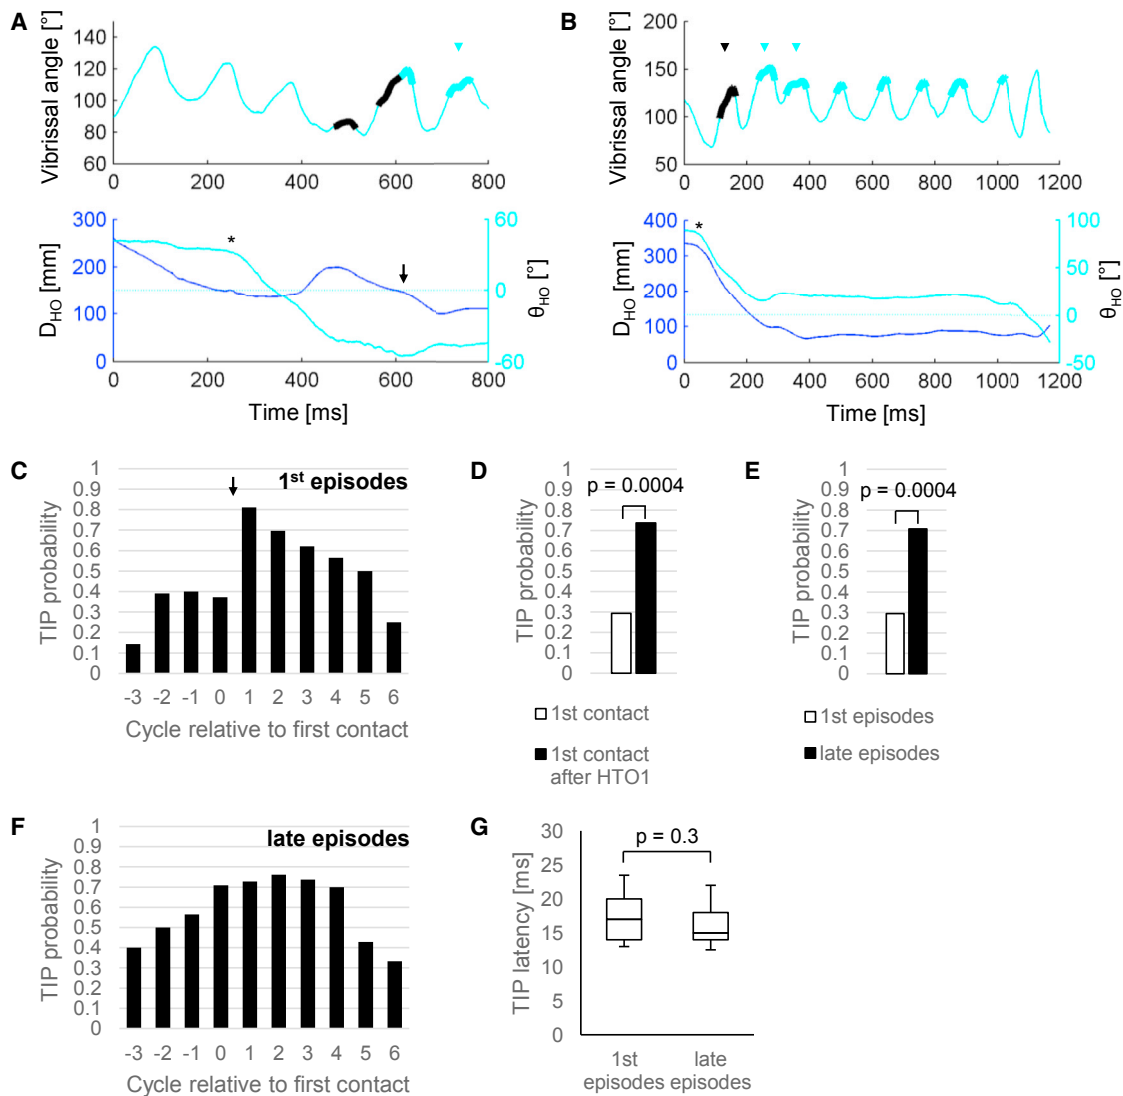 A
Vibrissal angle [°]
140
120
100
80
60
0 200 400 600 800
D_HO [mm]
300
200
100
0
*
60
0
-60
θ_HO [°]
0 200 400 600 800
Time [ms]
B
Vibrissal angle [°]
200
150
100
50
0 200 400 600 800 1000 1200
D_HO [mm]
400
300
200
100
0
*
100
50
0
-50
θ_HO [°]
0 200 400 600 800 1000 1200
Time [ms]
C
1st episodes
TIP probability
1
0.9
0.8
0.7
0.6
0.5
0.4
0.3
0.2
0.1
0
-3 -2 -1 0 1 2 3 4 5 6
Cycle relative to first contact
D
p = 0.0004
TIP probability
1
0.9
0.8
0.7
0.6
0.5
0.4
0.3
0.2
0.1
0
1st contact
1st contact
after HTO1
E
p = 0.0004
TIP probability
1
0.9
0.8
0.7
0.6
0.5
0.4
0.3
0.2
0.1
0
1st episodes
late episodes
F
late episodes
TIP probability
1
0.9
0.8
0.7
0.6
0.5
0.4
0.3
0.2
0.1
0
-3 -2 -1 0 1 2 3 4 5 6
Cycle relative to first contact
G
p = 0.3
TIP latency [ms]
30
25
20
15
10
5
0
1st
episodes
late
episodes